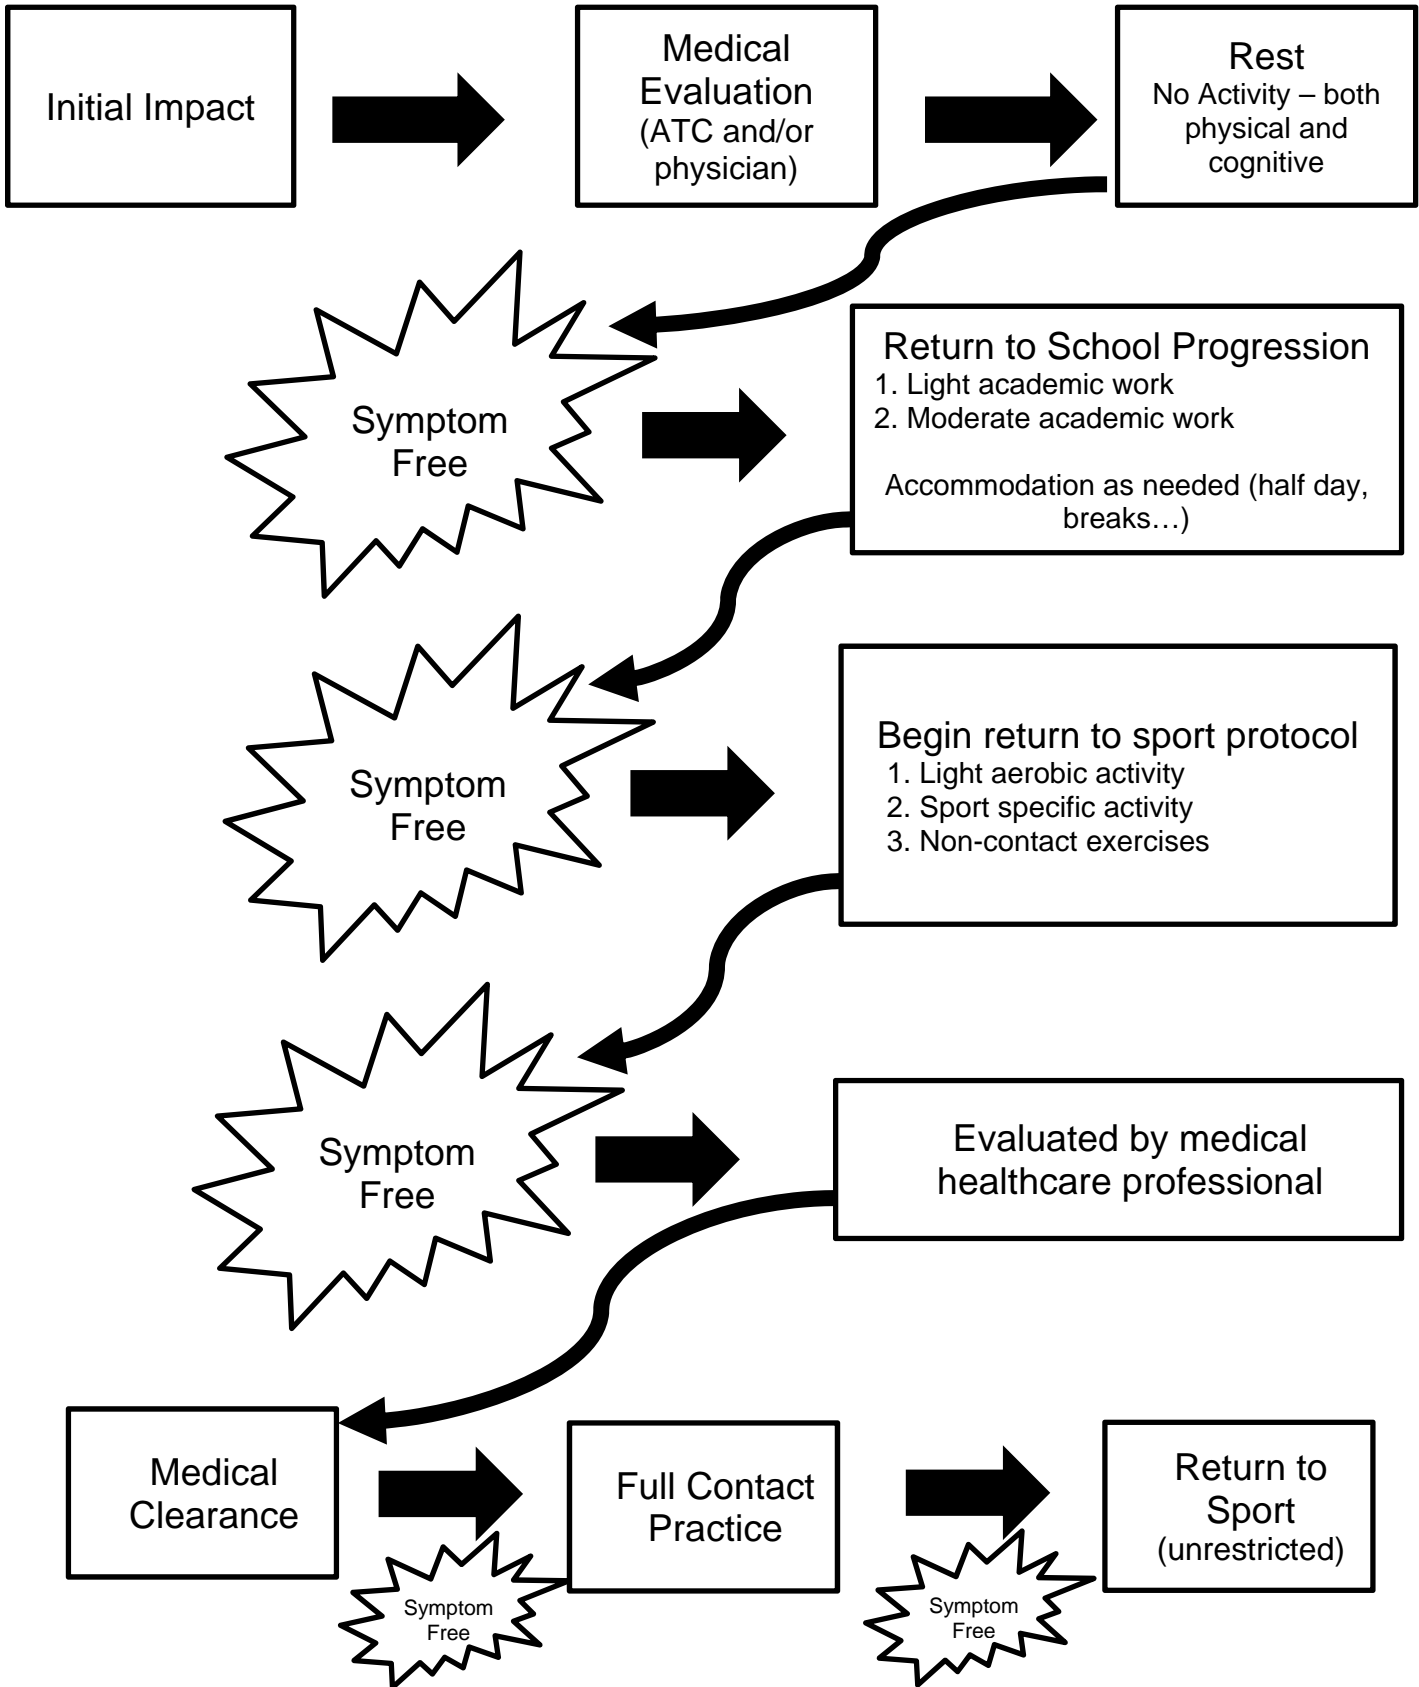 Initial Impact
Medical
Evaluation
(ATC and/or
physician)
Rest
No Activity – both
physical and
cognitive
Symptom
Free
Return to School Progression
1. Light academic work
2. Moderate academic work
Accommodation as needed (half day,
breaks…)
Symptom
Free
Begin return to sport protocol
1. Light aerobic activity
2. Sport specific activity
3. Non-contact exercises
Symptom
Free
Evaluated by medical
healthcare professional
Medical
Clearance
Symptom
Free
Full Contact
Practice
Symptom
Free
Return to
Sport
(unrestricted)